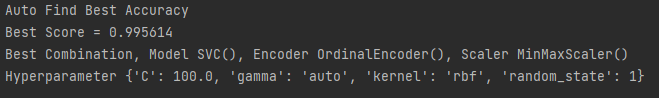 Auto Find Best Accuracy
Best Score = 0.995614
Best Combination, Model SVC(), Encoder OrdinalEncoder(), Scaler MinMaxScaler()
Hyperparameter {'C': 100.0, 'gamma': 'auto', 'kernel': 'rbf', 'random_state': 1}